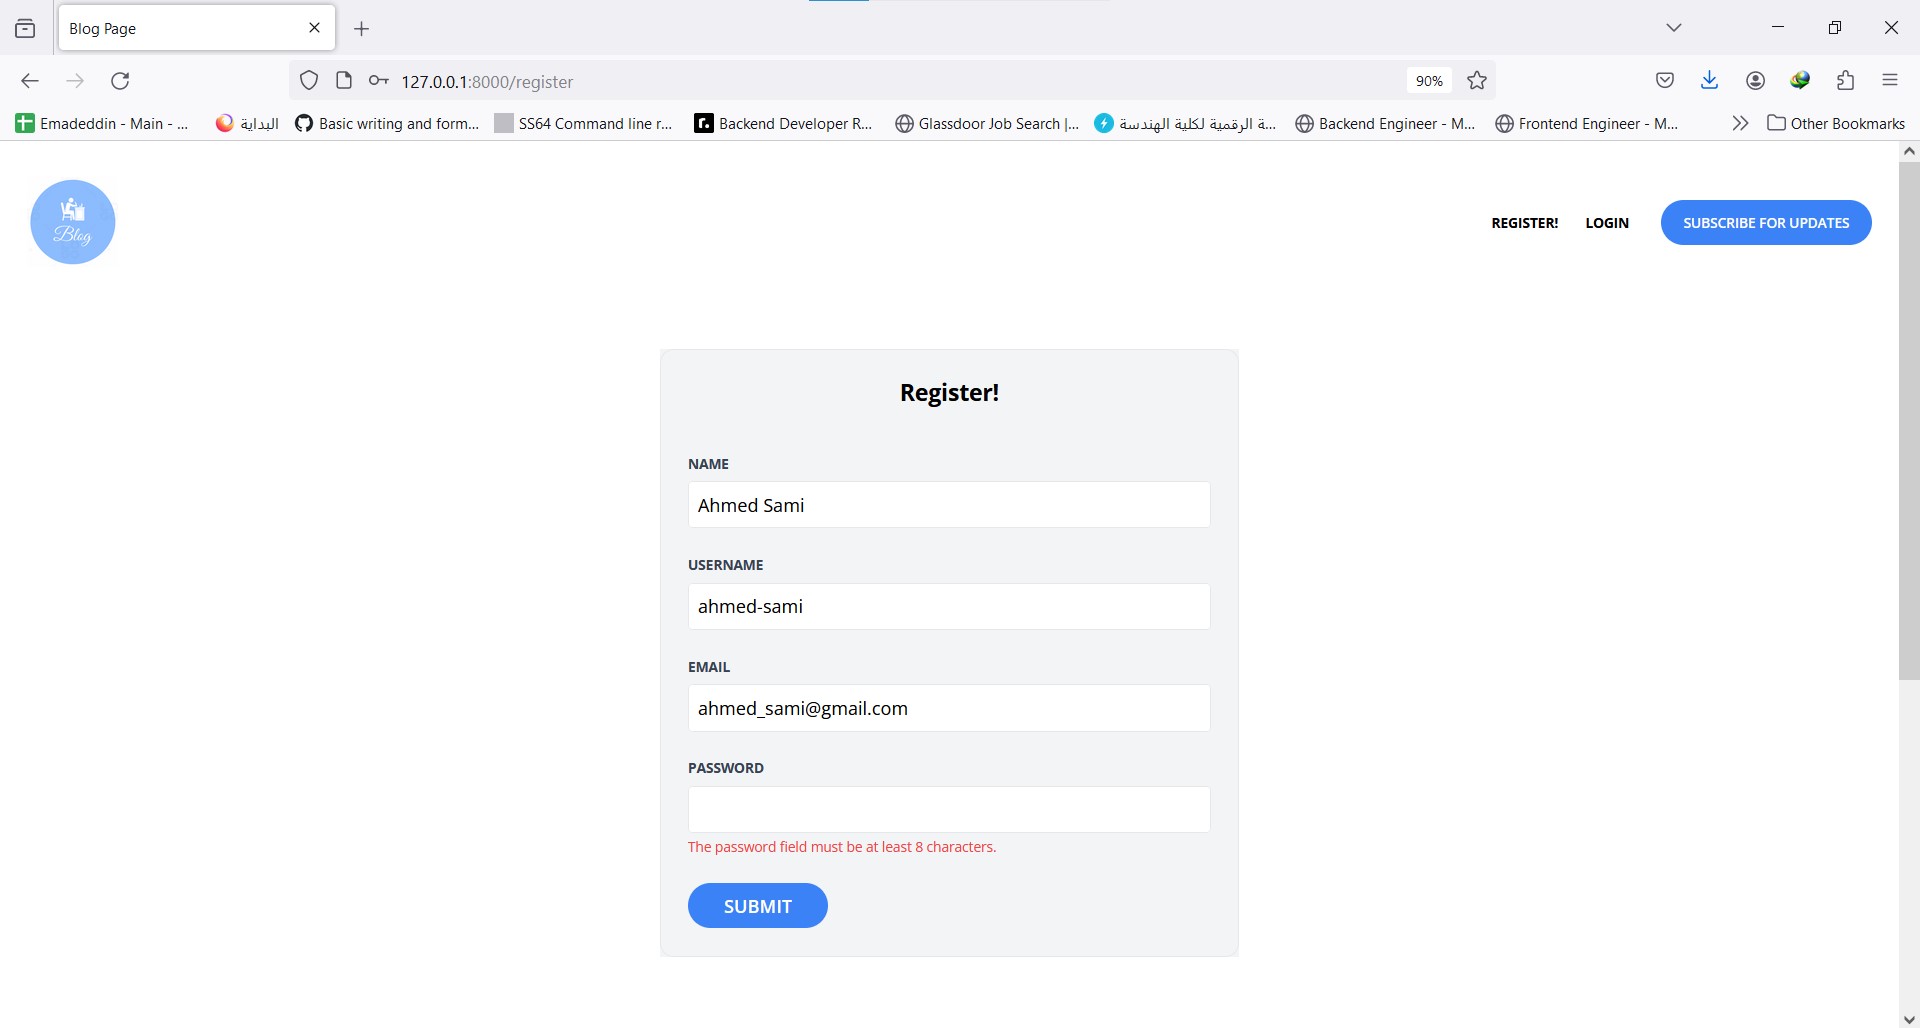 Blog Page
127.0.0.1:8000/register
90%
Emadeddin - Main - ...
البداية
Basic writing and form...
SS64 Command line r...
Backend Developer R...
Glassdoor Job Search |...
ة الرقمية لكلية الهندسة...
Backend Engineer - M...
Frontend Engineer - M...
Other Bookmarks
Blog
REGISTER!
LOGIN
SUBSCRIBE FOR UPDATES
Register!
NAME
Ahmed Sami
USERNAME
ahmed-sami
EMAIL
ahmed_sami@gmail.com
PASSWORD
The password field must be at least 8 characters.
SUBMIT